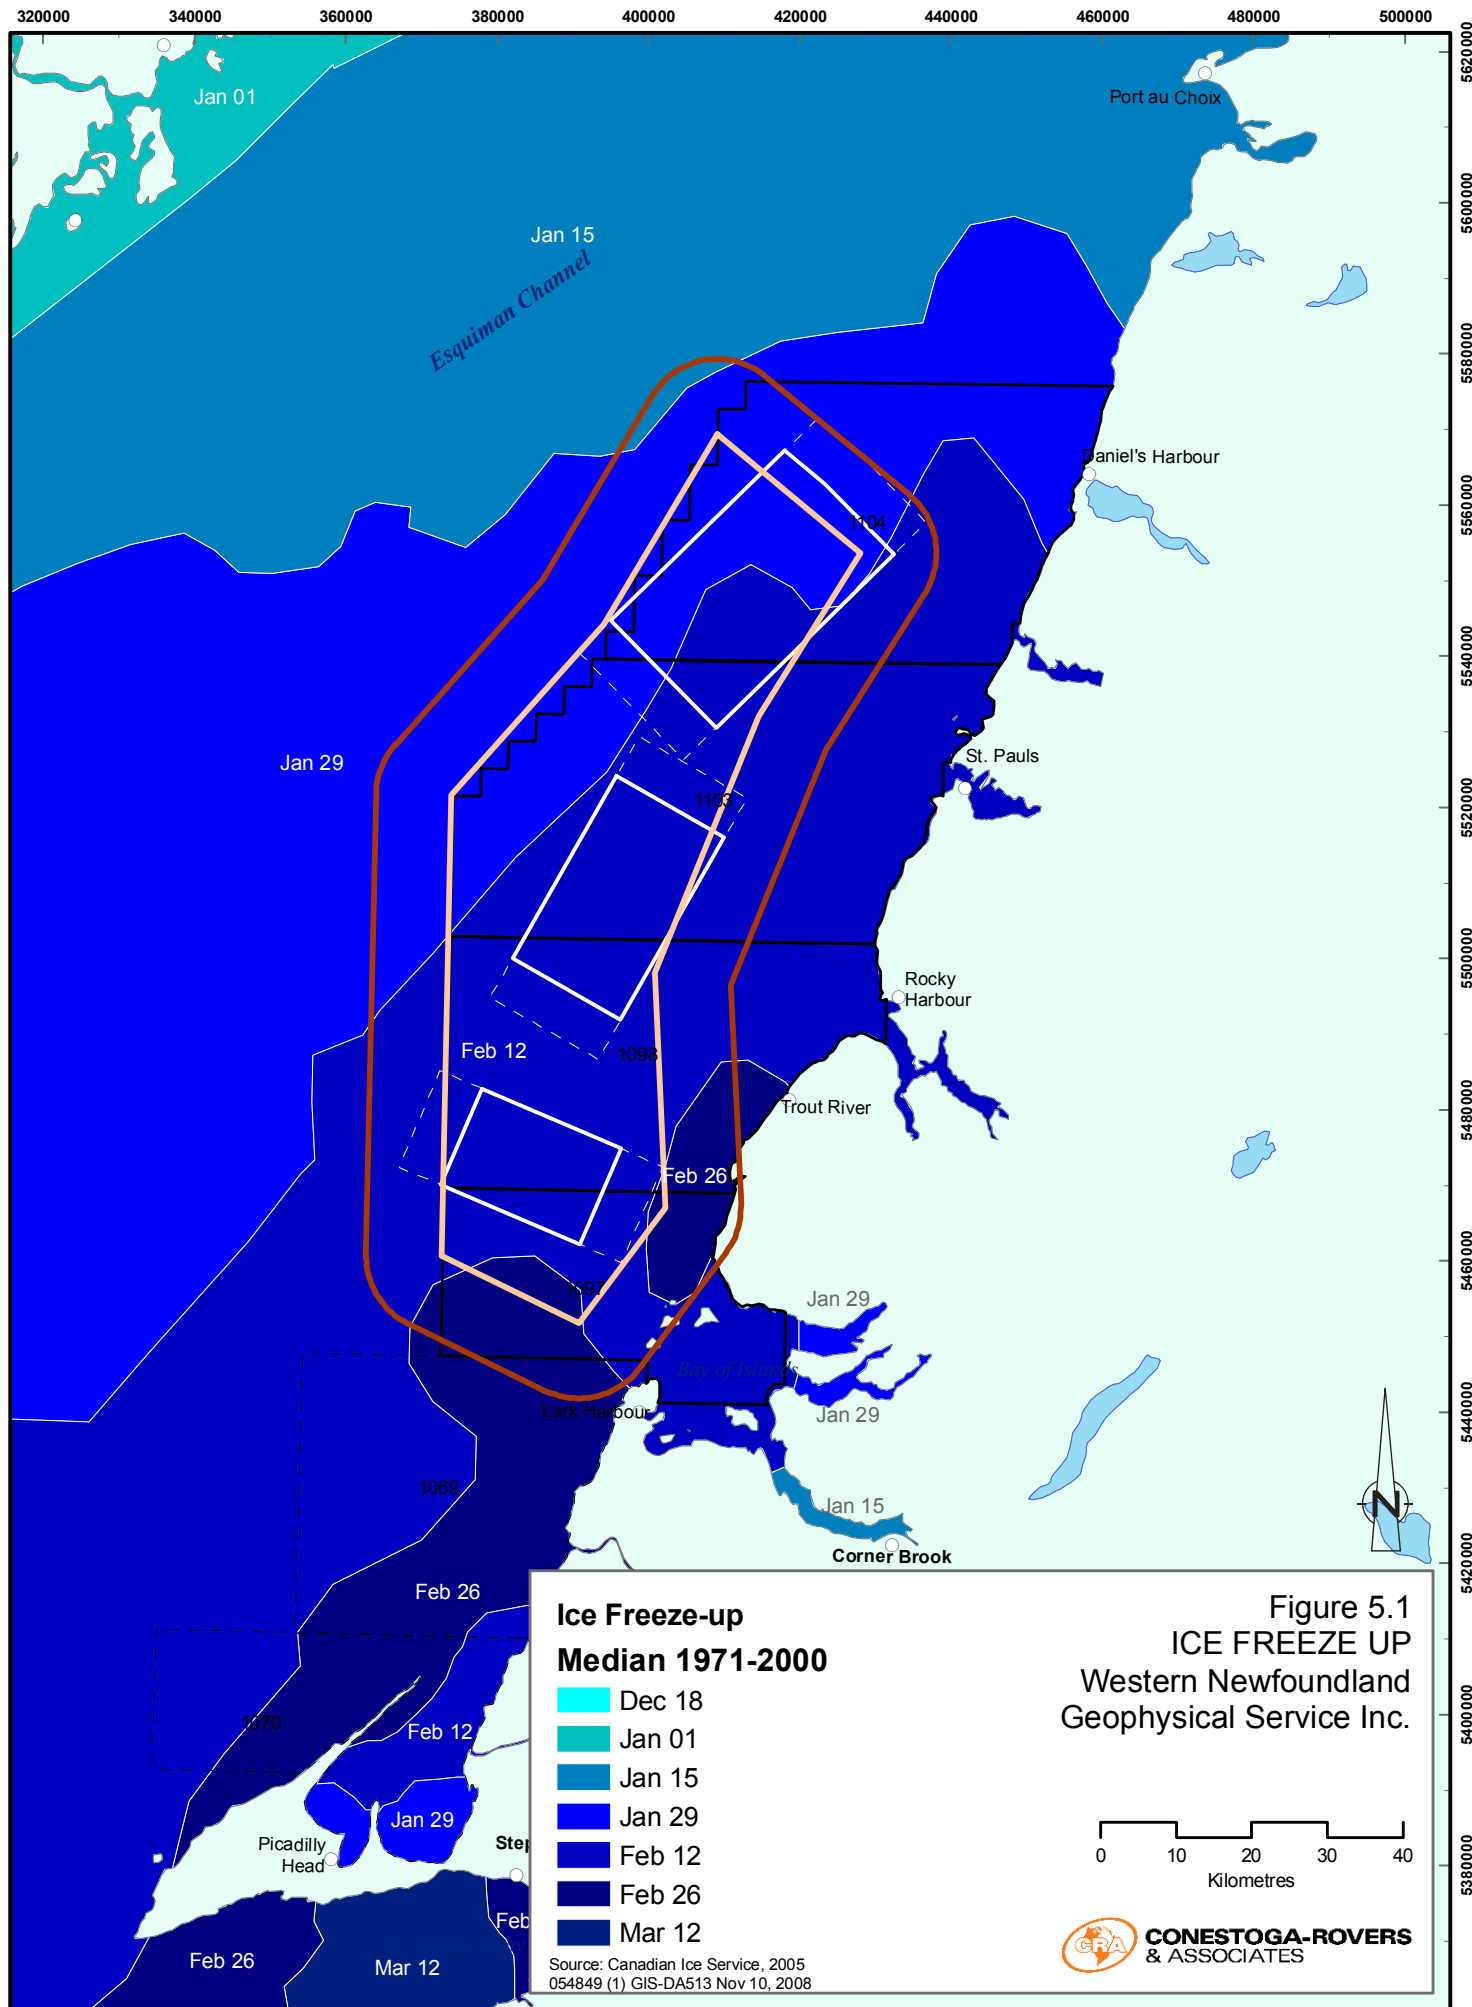 320000 340000 360000 380000 400000 420000 440000 460000 480000 500000
5620000
5600000
5580000
5560000
5540000
5520000
5500000
5480000
5460000
5440000
5420000
5400000
5380000
Jan 01
Port au Choix
Jan 15
Esquiman Channel
Daniel's Harbour
1104
Jan 29
St. Pauls
1103
Rocky
Harbour
Feb 12
1098
Trout River
Feb 26
1097
Jan 29
Bay of Islands
Lark Harbour
Jan 29
1069
Jan 15
Corner Brook
N
Feb 26
1070
Feb 12
Jan 29
Picadilly
Head
Step
Feb
Feb 26
Mar 12
Ice Freeze-up
Median 1971-2000
Dec 18
Jan 01
Jan 15
Jan 29
Feb 12
Feb 26
Mar 12
Source: Canadian Ice Service, 2005
054849 (1) GIS-DA513 Nov 10, 2008
Figure 5.1
ICE FREEZE UP
Western Newfoundland
Geophysical Service Inc.
0 10 20 30 40
Kilometres
CRA
CONESTOGA-ROVERS
& ASSOCIATES